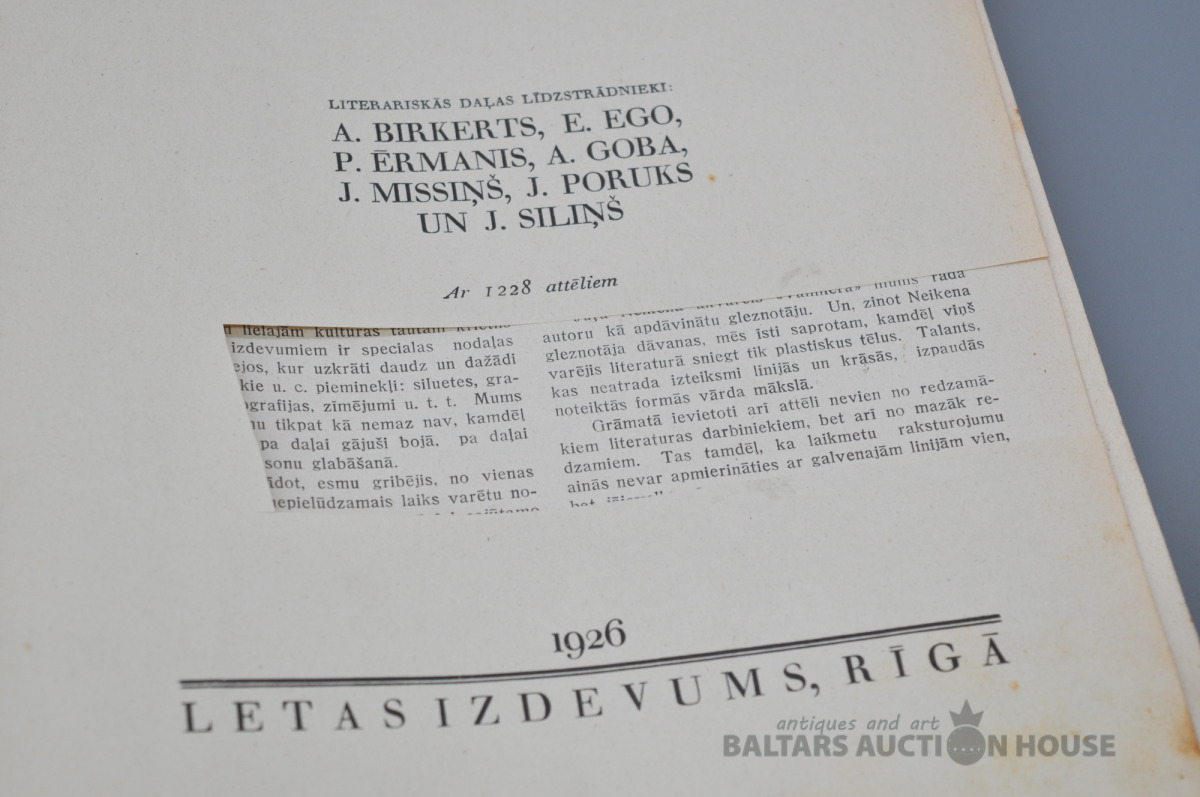 LITERARISKĀS DAĻAS LĪDZSTRĀDNIEKI:
A. BIRKERTS, E. EGO,
P. ĒRMANIS, A. GOBA,
J. MISSIŅŠ, J. PORUKS
UN J. SILIŅŠ
Ar 1228 attēliem
lielajām kulturas tautām
izdevumiem ir specialas nodaļas
kur uzkrāti daudz un dažādi
u. c. pieminekļi: siluetes, gra-
zīmējumi u. t. t. Mums
tikpat kā nemaz nav, kamdēļ
pa daļai gājuši bojā, pa daļai
glabāšanā.
esmu gribējis, no vienas
laiks varētu no-
mums rāda
autoru kā apdāvinātu gleznotāju. Un, zinot Neikena
gleznotāja dāvanas, mēs īsti saprotam, kamdēļ viņš
varējis literaturā sniegt tik plastiskus tēlus. Talants,
kas neatrada izteiksmi linijās un krāsās, izpaudās
noteiktās formās vārda mākslā.
Grāmatā ievietoti arī attēli nevien no redzamā-
kiem literaturas darbiniekiem, bet arī no mazāk re-
dzamiem. Tas tamdēļ, ka laikmetu raksturojumu
ainās nevar apmierināties ar galvenajām linijām vien,
1926
LETAS IZDEVUMS, RĪGĀ
antiques and art
BALTARS AUCTION HOUSE